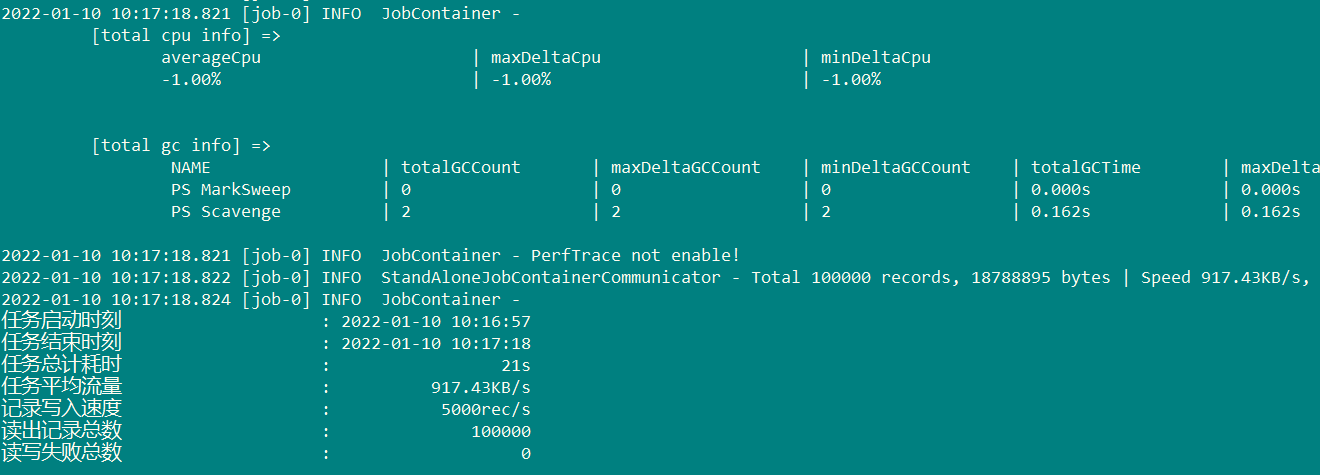 2022-01-10 10:17:18.821 [job-0] INFO  JobContainer -
[total cpu info] =>
averageCpu | maxDeltaCpu | minDeltaCpu
-1.00% | -1.00% | -1.00%
[total gc info] =>
NAME | totalGCCount | maxDeltaGCCount | minDeltaGCCount | totalGCTime | maxDelta
PS MarkSweep | 0 | 0 | 0 | 0.000s | 0.000s
PS Scavenge | 2 | 2 | 2 | 0.162s | 0.162s
2022-01-10 10:17:18.821 [job-0] INFO  JobContainer - PerfTrace not enable!
2022-01-10 10:17:18.822 [job-0] INFO  StandAloneJobContainerCommunicator - Total 100000 records, 18788895 bytes | Speed 917.43KB/s,
2022-01-10 10:17:18.824 [job-0] INFO  JobContainer -
任务启动时刻 : 2022-01-10 10:16:57
任务结束时刻 : 2022-01-10 10:17:18
任务总计耗时 : 21s
任务平均流量 : 917.43KB/s
记录写入速度 : 5000rec/s
读出记录总数 : 100000
读写失败总数 : 0